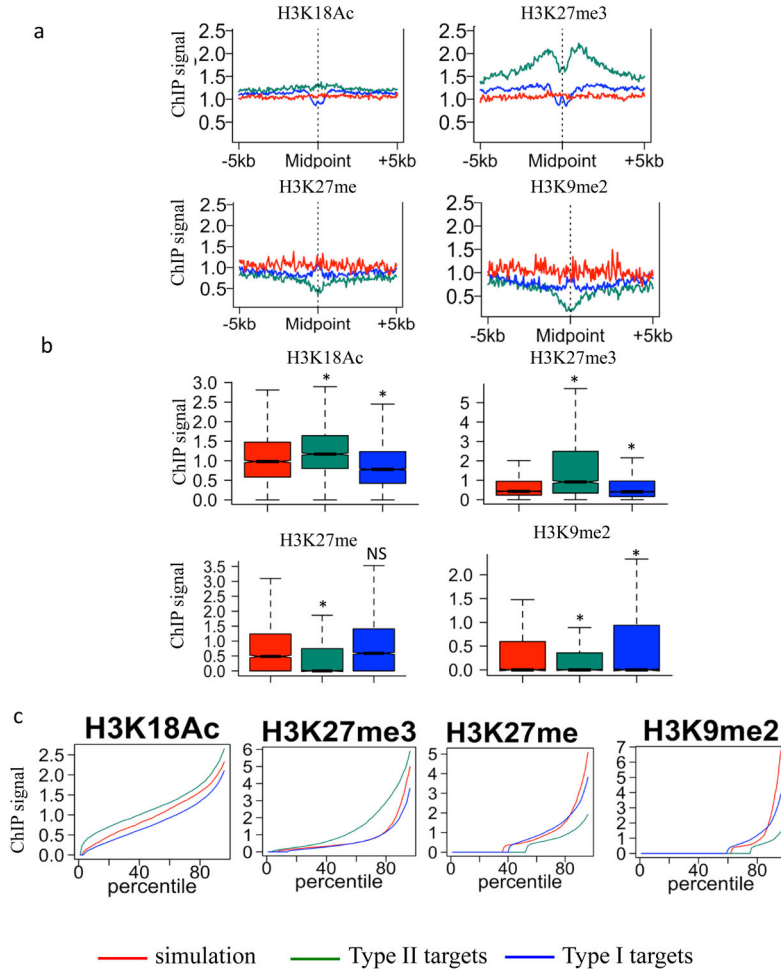 a
H3K18Ac
H3K27me3
ChIP signal
2.5
2.0
1.5
1.0
0.5
2.5
2.0
1.5
1.0
0.5
-5kb Midpoint +5kb
-5kb Midpoint +5kb
H3K27me
H3K9me2
ChIP signal
2.5
2.0
1.5
1.0
0.5
2.5
2.0
1.5
1.0
0.5
-5kb Midpoint +5kb
-5kb Midpoint +5kb
b
H3K18Ac
H3K27me3
ChIP signal
3.0
2.5
2.0
1.5
1.0
0.5
0.0
* *
5
4
3
2
1
0
* *
H3K27me
H3K9me2
ChIP signal
3.5
3.0
2.5
2.0
1.5
1.0
0.5
0.0
* NS
2.0
1.5
1.0
0.5
0.0
* *
c
H3K18Ac
H3K27me3
H3K27me
H3K9me2
ChIP signal
2.5
2.0
1.5
1.0
0.5
0.0
0 40 80
percentile
6
5
4
3
2
1
0
0 40 80
percentile
5
4
3
2
1
0
0 40 80
percentile
7
6
5
4
3
2
1
0
0 40 80
percentile
simulation Type II targets Type I targets